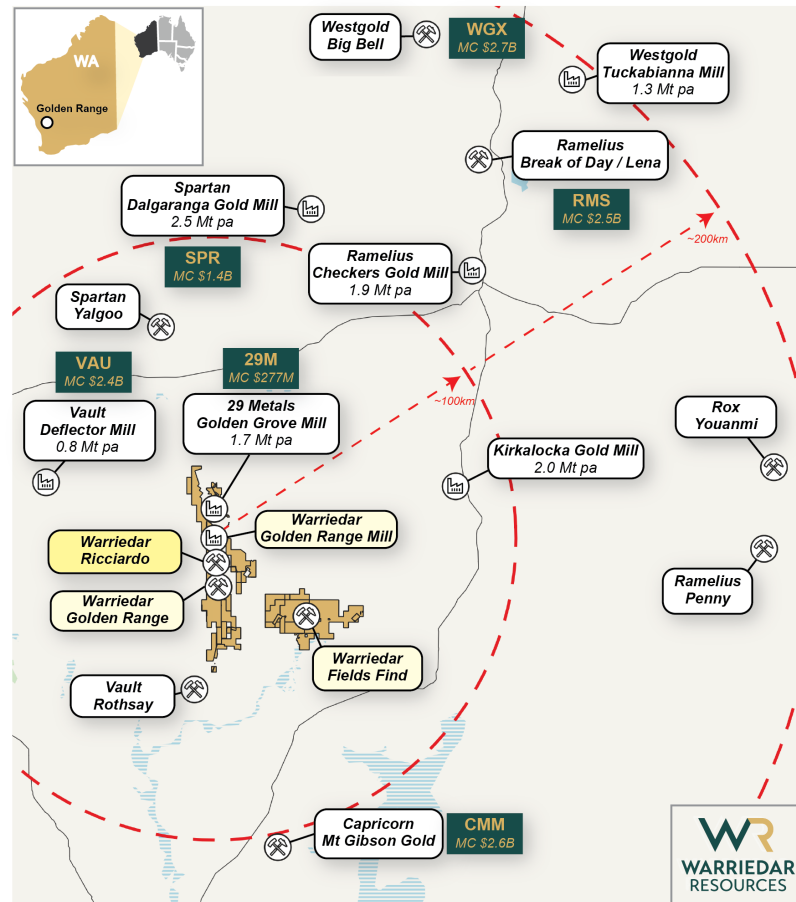 WA
Golden Range
Westgold
Big Bell
WGX
MC $2.7B
Westgold
Tuckabianna Mill
1.3 Mt pa
Ramelius
Break of Day / Lena
RMS
MC $2.5B
Spartan
Dalgaranga Gold Mill
2.5 Mt pa
SPR
MC $1.4B
~200km
Ramelius
Checkers Gold Mill
1.9 Mt pa
Spartan
Yalgoo
VAU
MC $2.4B
29M
MC $277M
~100km
Vault
Deflector Mill
0.8 Mt pa
29 Metals
Golden Grove Mill
1.7 Mt pa
Rox
Youanmi
Kirkalocka Gold Mill
2.0 Mt pa
Warriedar
Golden Range Mill
Warriedar
Ricciardo
Ramelius
Penny
Warriedar
Golden Range
Warriedar
Fields Find
Vault
Rothsay
Capricorn
Mt Gibson Gold
CMM
MC $2.6B
WR
WARRIEDAR
RESOURCES